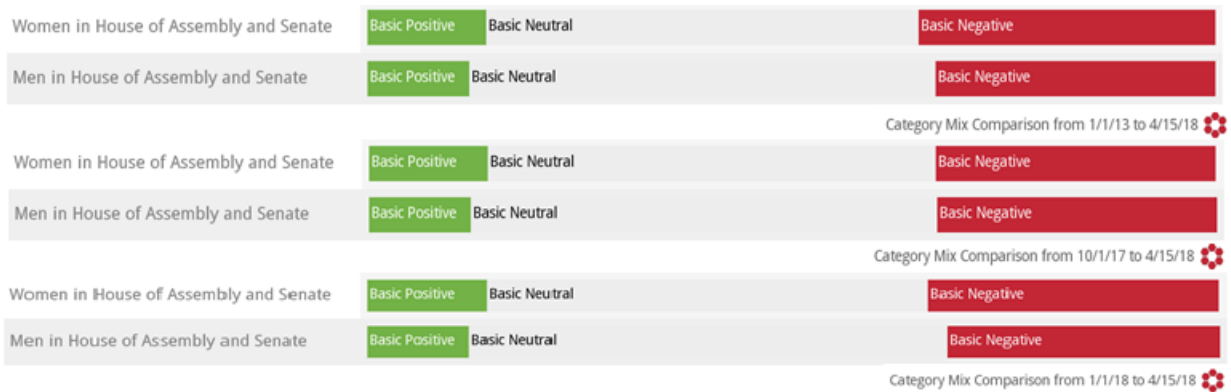 Women in House of Assembly and Senate Basic Positive Basic Neutral Basic Negative
Men in House of Assembly and Senate Basic Positive Basic Neutral Basic Negative
Category Mix Comparison from 1/1/13 to 4/15/18
Women in House of Assembly and Senate Basic Positive Basic Neutral Basic Negative
Men in House of Assembly and Senate Basic Positive Basic Neutral Basic Negative
Category Mix Comparison from 10/1/17 to 4/15/18
Women in House of Assembly and Senate Basic Positive Basic Neutral Basic Negative
Men in House of Assembly and Senate Basic Positive Basic Neutral Basic Negative
Category Mix Comparison from 1/1/18 to 4/15/18